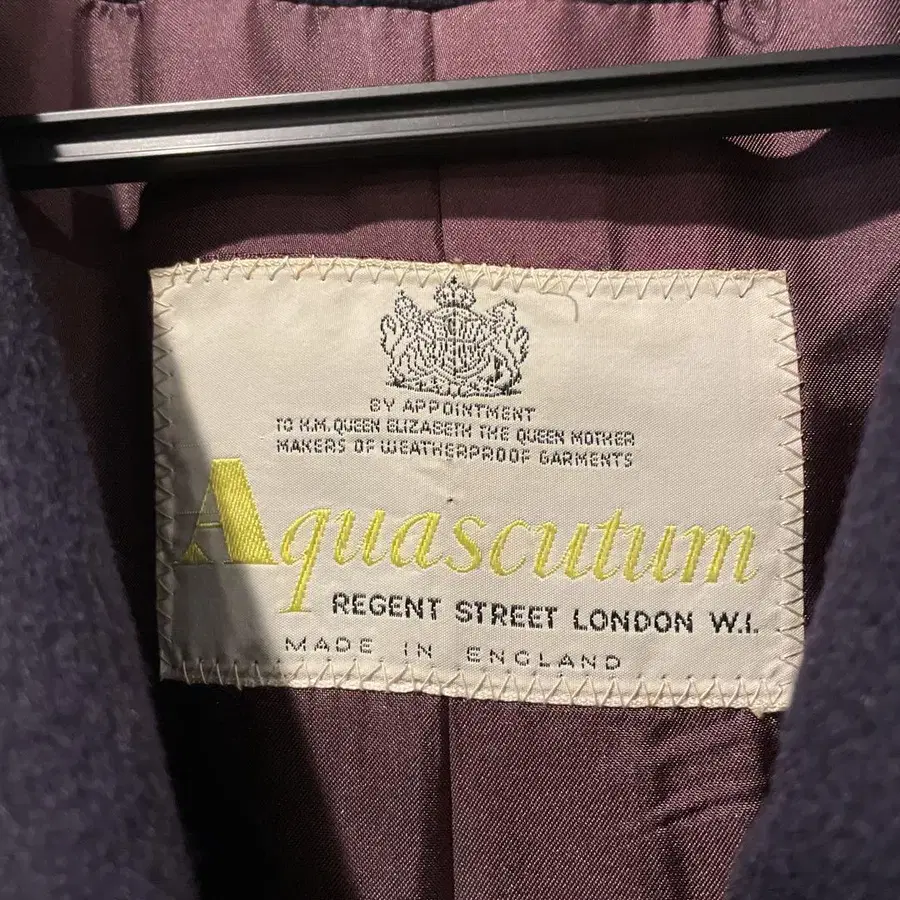 BY APPOINTMENT
TO H.M. QUEEN ELIZABETH THE QUEEN MOTHER
MAKERS OF WEATHERPROOF GARMENTS
Aquascutum
REGENT STREET LONDON W.I.
MADE IN ENGLAND